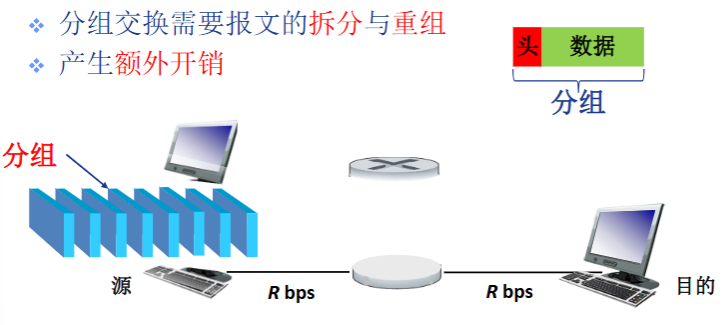 分组交换需要报文的拆分与重组
产生额外开销
头 数据
分组
分组
源
R bps
R bps
目的